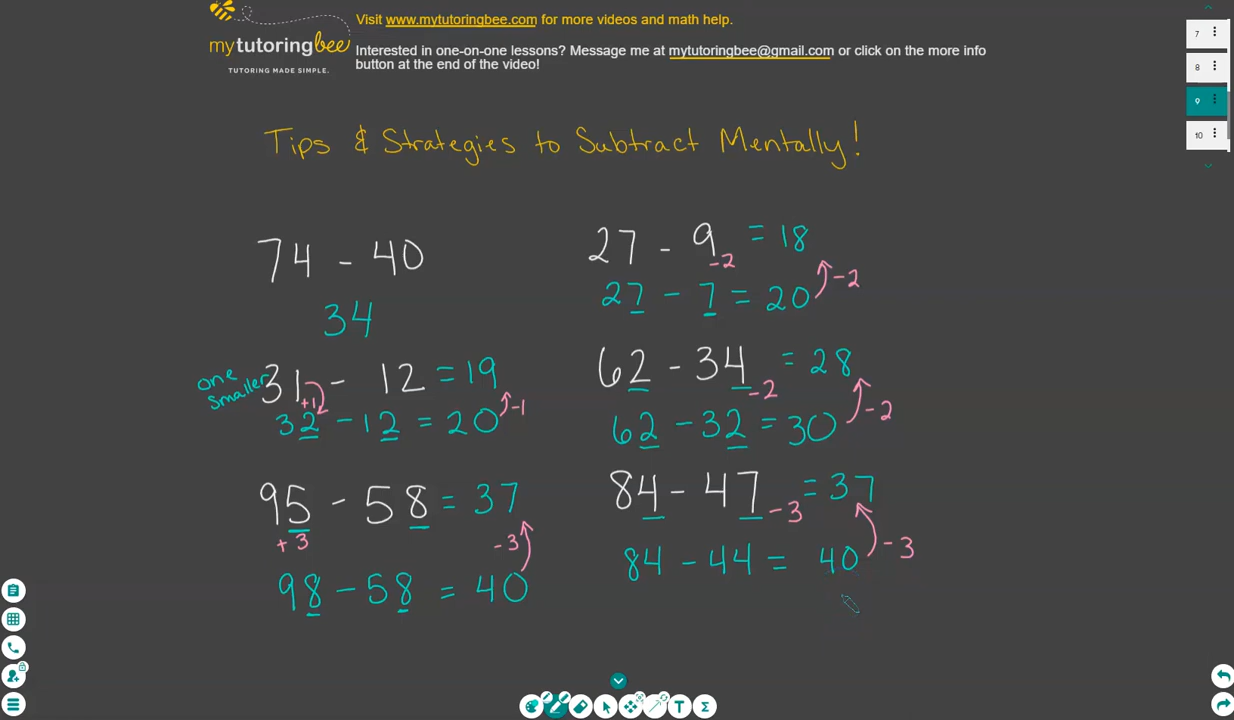 Visit www.mytutoringbee.com for more videos and math help.
mytutoringbee
TUTORING MADE SIMPLE.
Interested in one-on-one lessons? Message me at mytutoringbee@gmail.com or click on the more info
button at the end of the video!
7
8
9
10
Tips & Strategies to Subtract Mentally!
74 - 40
34
one
smaller
31 - 12 = 19
+1
-1
32 - 12 = 20
95 - 58 = 37
+3
-3
98 - 58 = 40
27 - 9 = 18
-2
-2
27 - 7 = 20
62 - 34 = 28
-2
-2
62 - 32 = 30
84 - 47 = 37
-3
-3
84 - 44 = 40
T
Σ